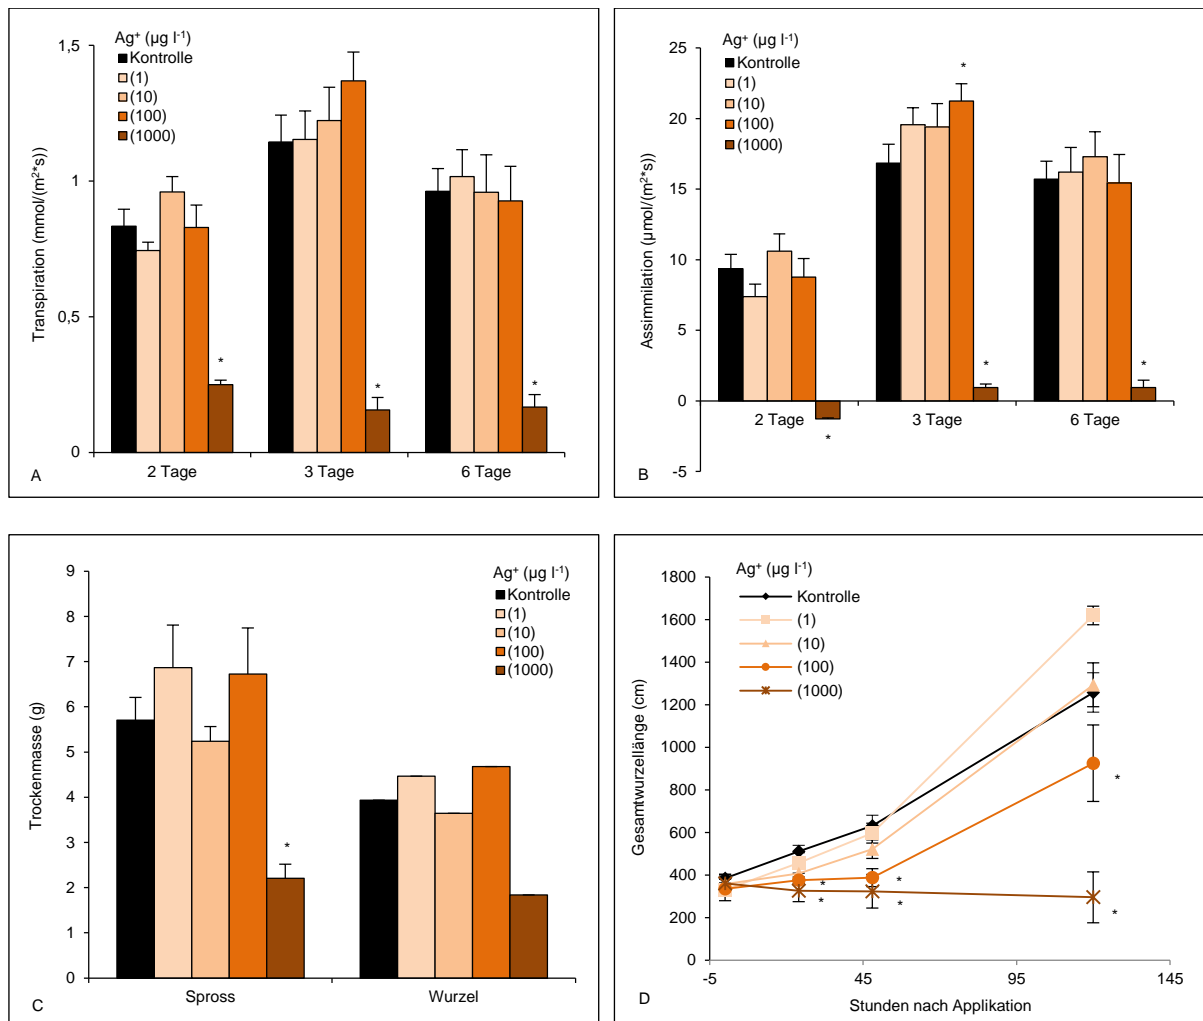 Ag⁺ (µg l⁻¹)
Kontrolle
(1)
(10)
(100)
(1000)
Transpiration (mmol/(m²*s))
1,5
1
0,5
0
*
*
*
2 Tage
3 Tage
6 Tage
A
Ag⁺ (µg l⁻¹)
Kontrolle
(1)
(10)
(100)
(1000)
Assimmilation (µmol/(m²*s))
25
20
15
10
5
0
-5
*
*
*
*
2 Tage
3 Tage
6 Tage
B
Ag⁺ (µg l⁻¹)
Kontrolle
(1)
(10)
(100)
(1000)
Trockenmasse (g)
9
8
7
6
5
4
3
2
1
0
*
Spross
Wurzel
C
Ag⁺ (µg l⁻¹)
Kontrolle
(1)
(10)
(100)
(1000)
Gesamtwurzellänge (cm)
1800
1600
1400
1200
1000
800
600
400
200
0
*
*
*
*
*
*
-5
45
95
145
Stunden nach Applikation
D